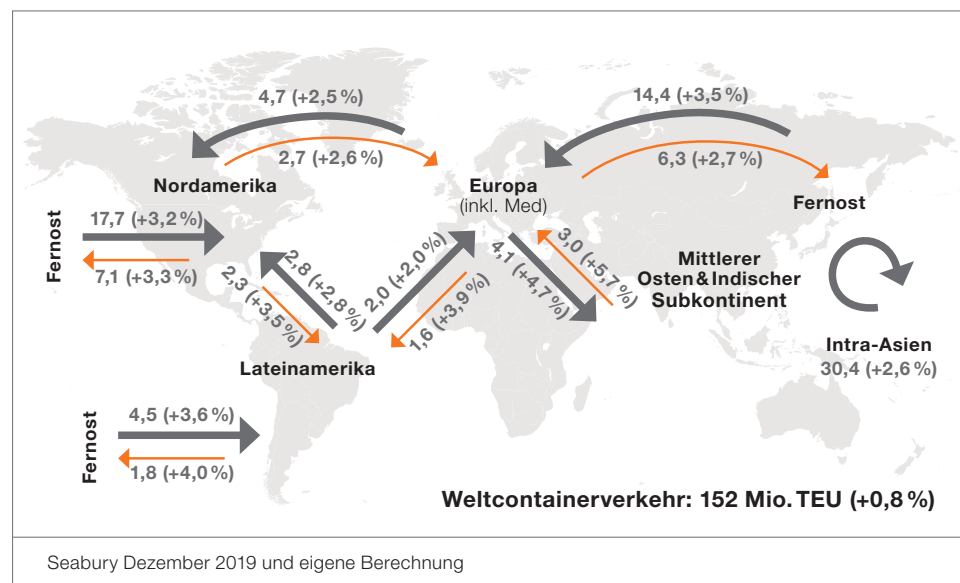 4,7 (+2,5 %)
14,4 (+3,5 %)
2,7 (+2,6 %)
6,3 (+2,7 %)
Nordamerika
Europa
(inkl. Med)
Fernost
Fernost
17,7 (+3,2 %)
7,1 (+3,3 %)
2,3 (+3,5 %)
2,8 (+2,8 %)
2,0 (+2,0 %)
1,6 (+3,9 %)
4,1 (+4,7 %)
3,0 (+5,7 %)
Mittlerer
Osten & Indischer
Subkontinent
Lateinamerika
Intra-Asien
30,4 (+2,6 %)
Fernost
4,5 (+3,6 %)
1,8 (+4,0 %)
Weltcontainerverkehr: 152 Mio. TEU (+0,8 %)
Seabury Dezember 2019 und eigene Berechnung